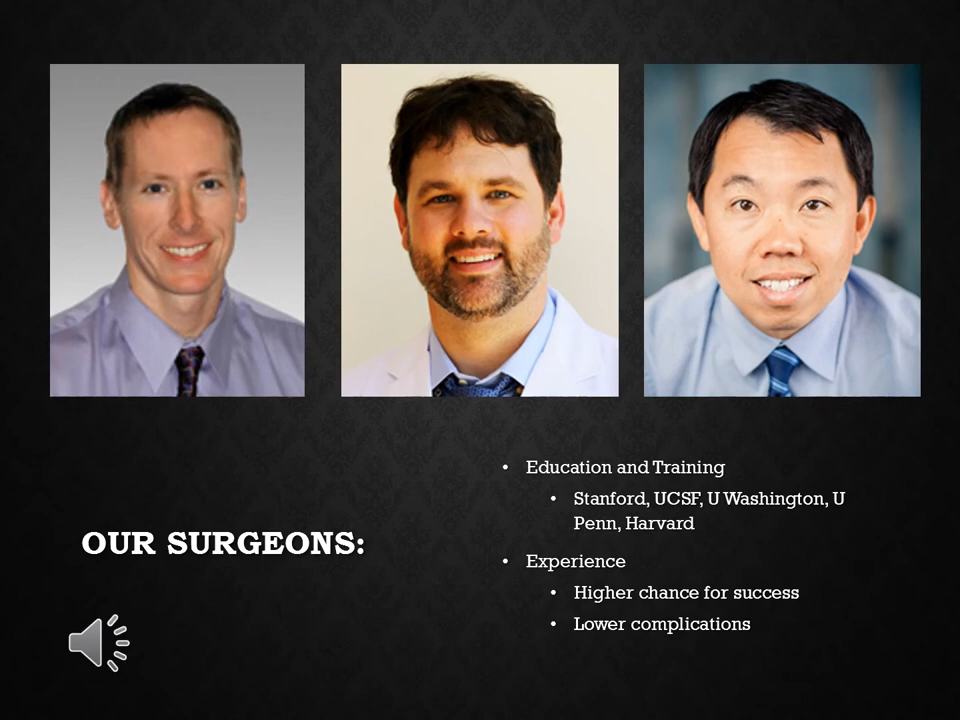 OUR SURGEONS:
• Education and Training
• Stanford, UCSF, U Washington, U
Penn, Harvard
• Experience
• Higher chance for success
• Lower complications